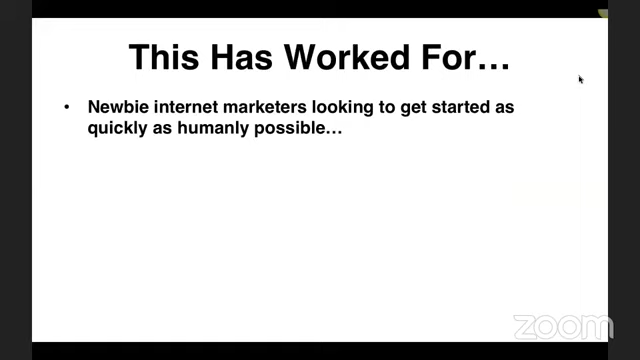 This Has Worked For…
• Newbie internet marketers looking to get started as
quickly as humanly possible…
zoom